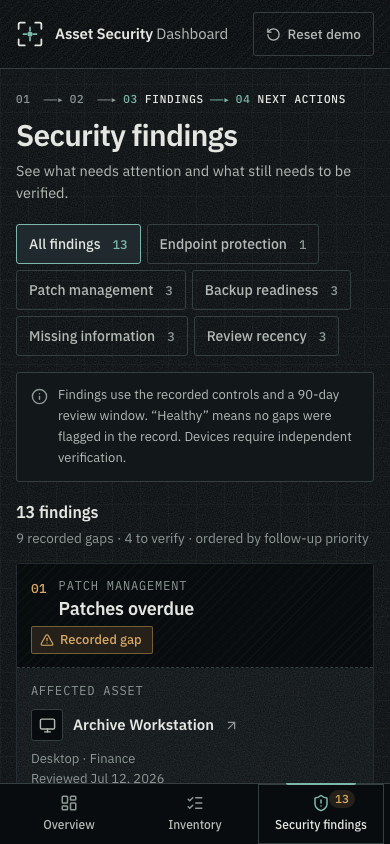 Asset Security Dashboard
Reset demo
01 02 03 FINDINGS 04 NEXT ACTIONS
Security findings
See what needs attention and what still needs to be
verified.
All findings 13
Endpoint protection 1
Patch management 3
Backup readiness 3
Missing information 3
Review recency 3
Findings use the recorded controls and a 90-day
review window. “Healthy” means no gaps were
flagged in the record. Devices require independent
verification.
13 findings
9 recorded gaps · 4 to verify · ordered by follow-up priority
01 PATCH MANAGEMENT
Patches overdue
Recorded gap
AFFECTED ASSET
Archive Workstation
Desktop · Finance
Reviewed Jul 12, 2026
13
Overview
Inventory
Security findings